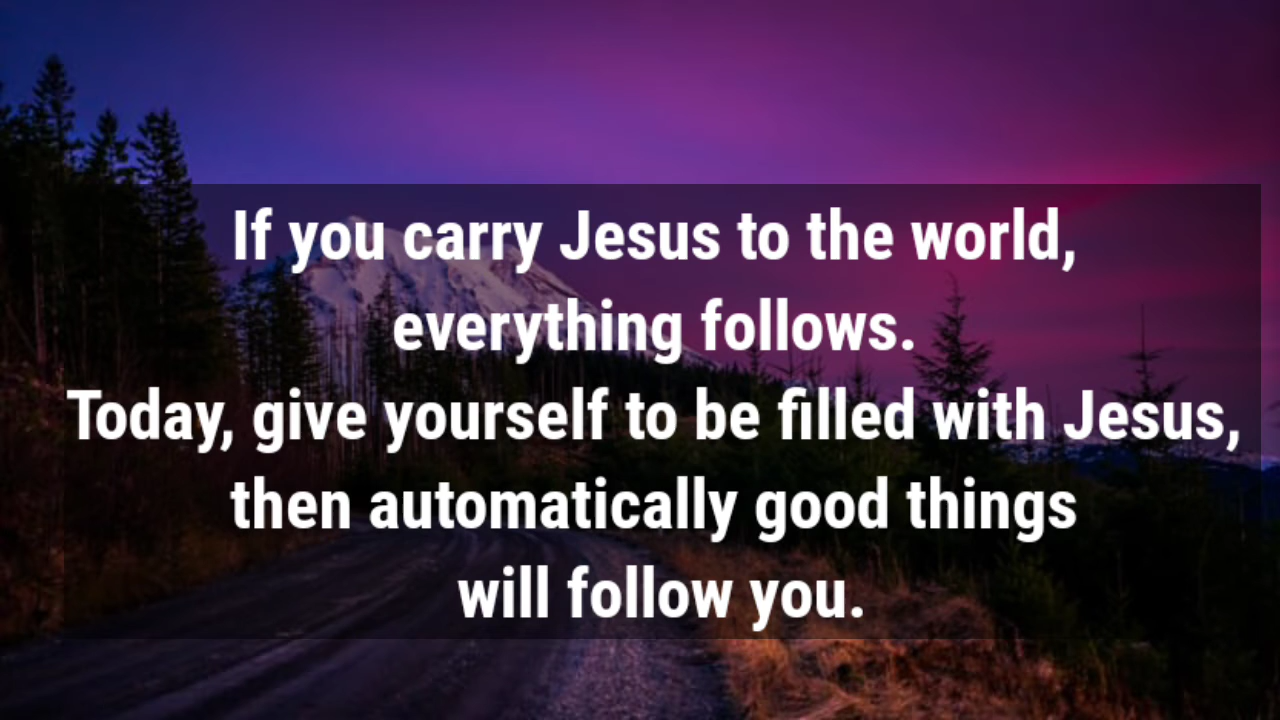 If you carry Jesus to the world,
everything follows.
Today, give yourself to be filled with Jesus,
then automatically good things
will follow you.